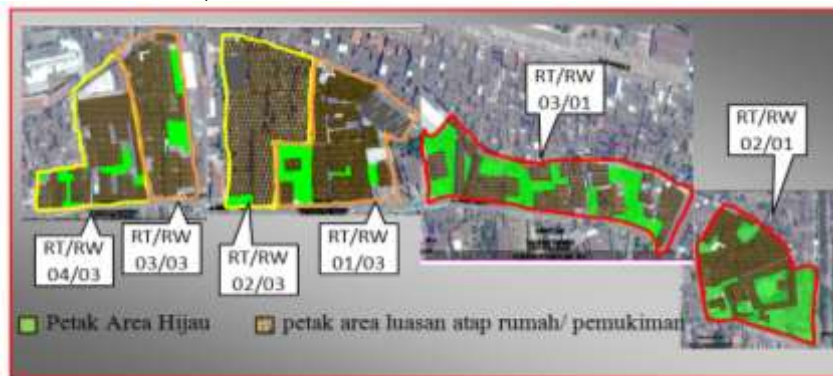 RT/RW
03/01
RT/RW
02/01
RT/RW
04/03
RT/RW
03/03
RT/RW
02/03
RT/RW
01/03
Petak Area Hijau
petak area luasan atap rumah/ pemukiman